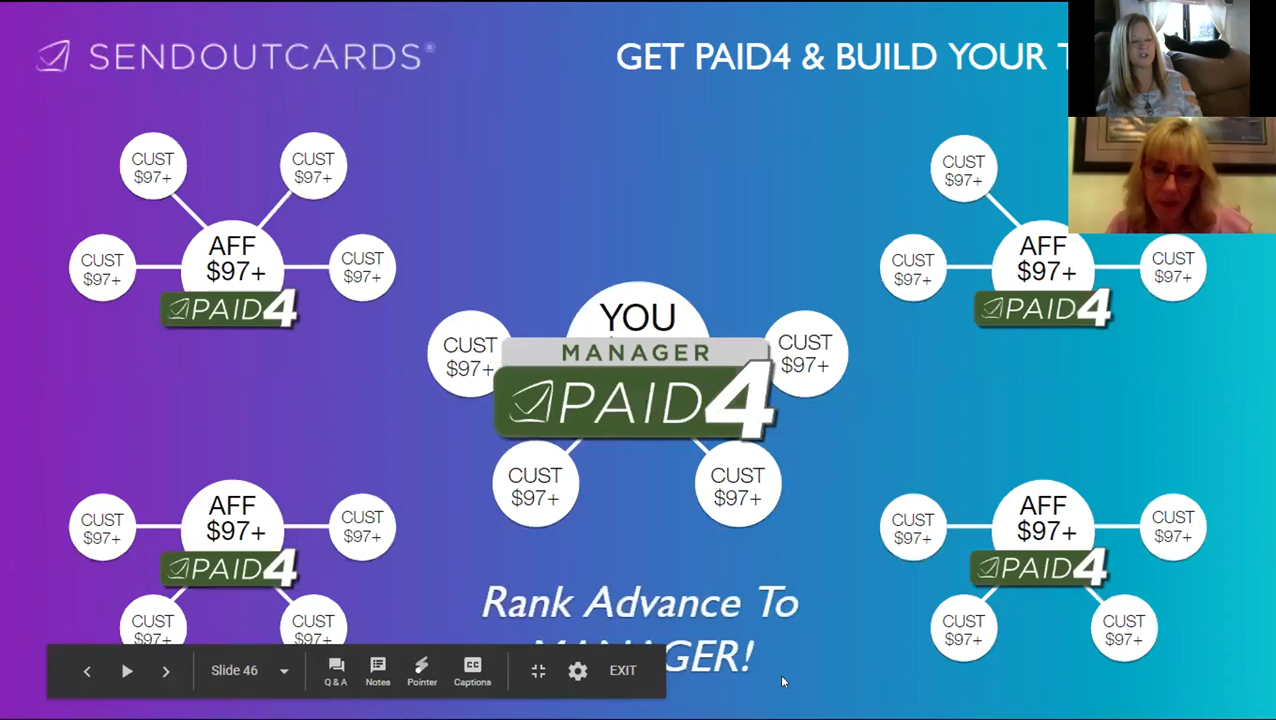 SENDOUTCARDS®
GET PAID4 & BUILD YOUR T
CUST
$97+
CUST
$97+
CUST
$97+
AFF
$97+
CUST
$97+
PAID4
CUST
$97+
CUST
$97+
AFF
$97+
CUST
$97+
PAID4
YOU
CUST
$97+
MANAGER
PAID4
CUST
$97+
CUST
$97+
CUST
$97+
CUST
$97+
AFF
$97+
CUST
$97+
PAID4
CUST
$97+
CUST
$97+
CUST
$97+
AFF
$97+
CUST
$97+
PAID4
CUST
$97+
CUST
$97+
Rank Advance To
MANAGER!
Slide 46
Q & A
Notes
Pointer
Captions
EXIT